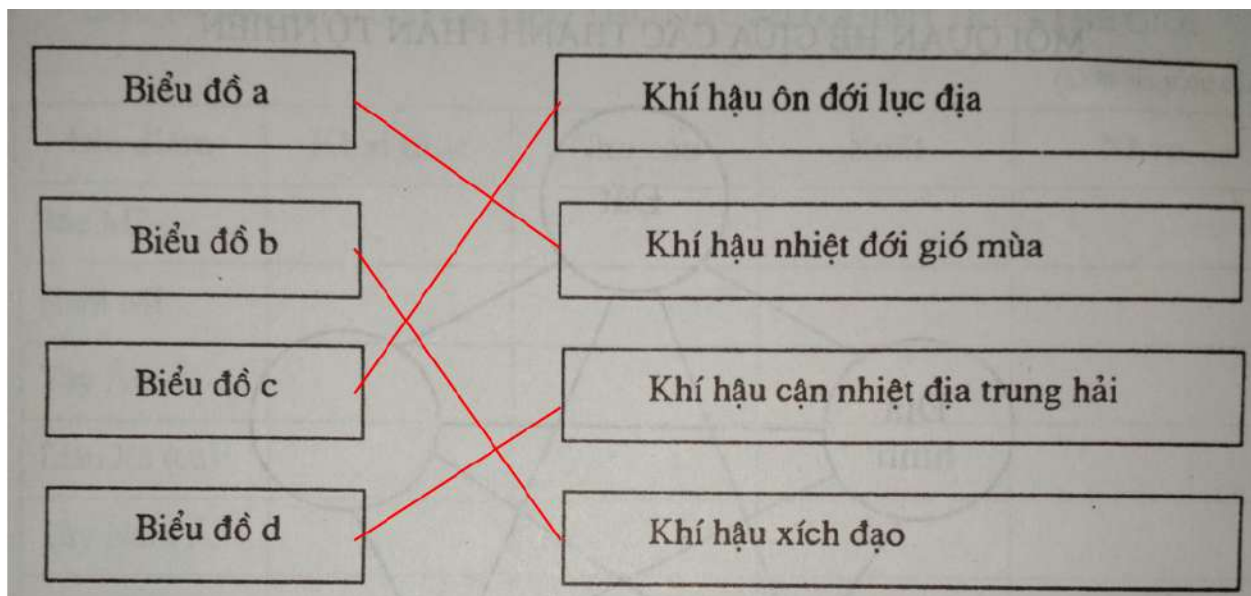 Biểu đồ a
Khí hậu ôn đới lục địa
Biểu đồ b
Khí hậu nhiệt đới gió mùa
Biểu đồ c
Khí hậu cận nhiệt địa trung hải
Biểu đồ d
Khí hậu xích đạo